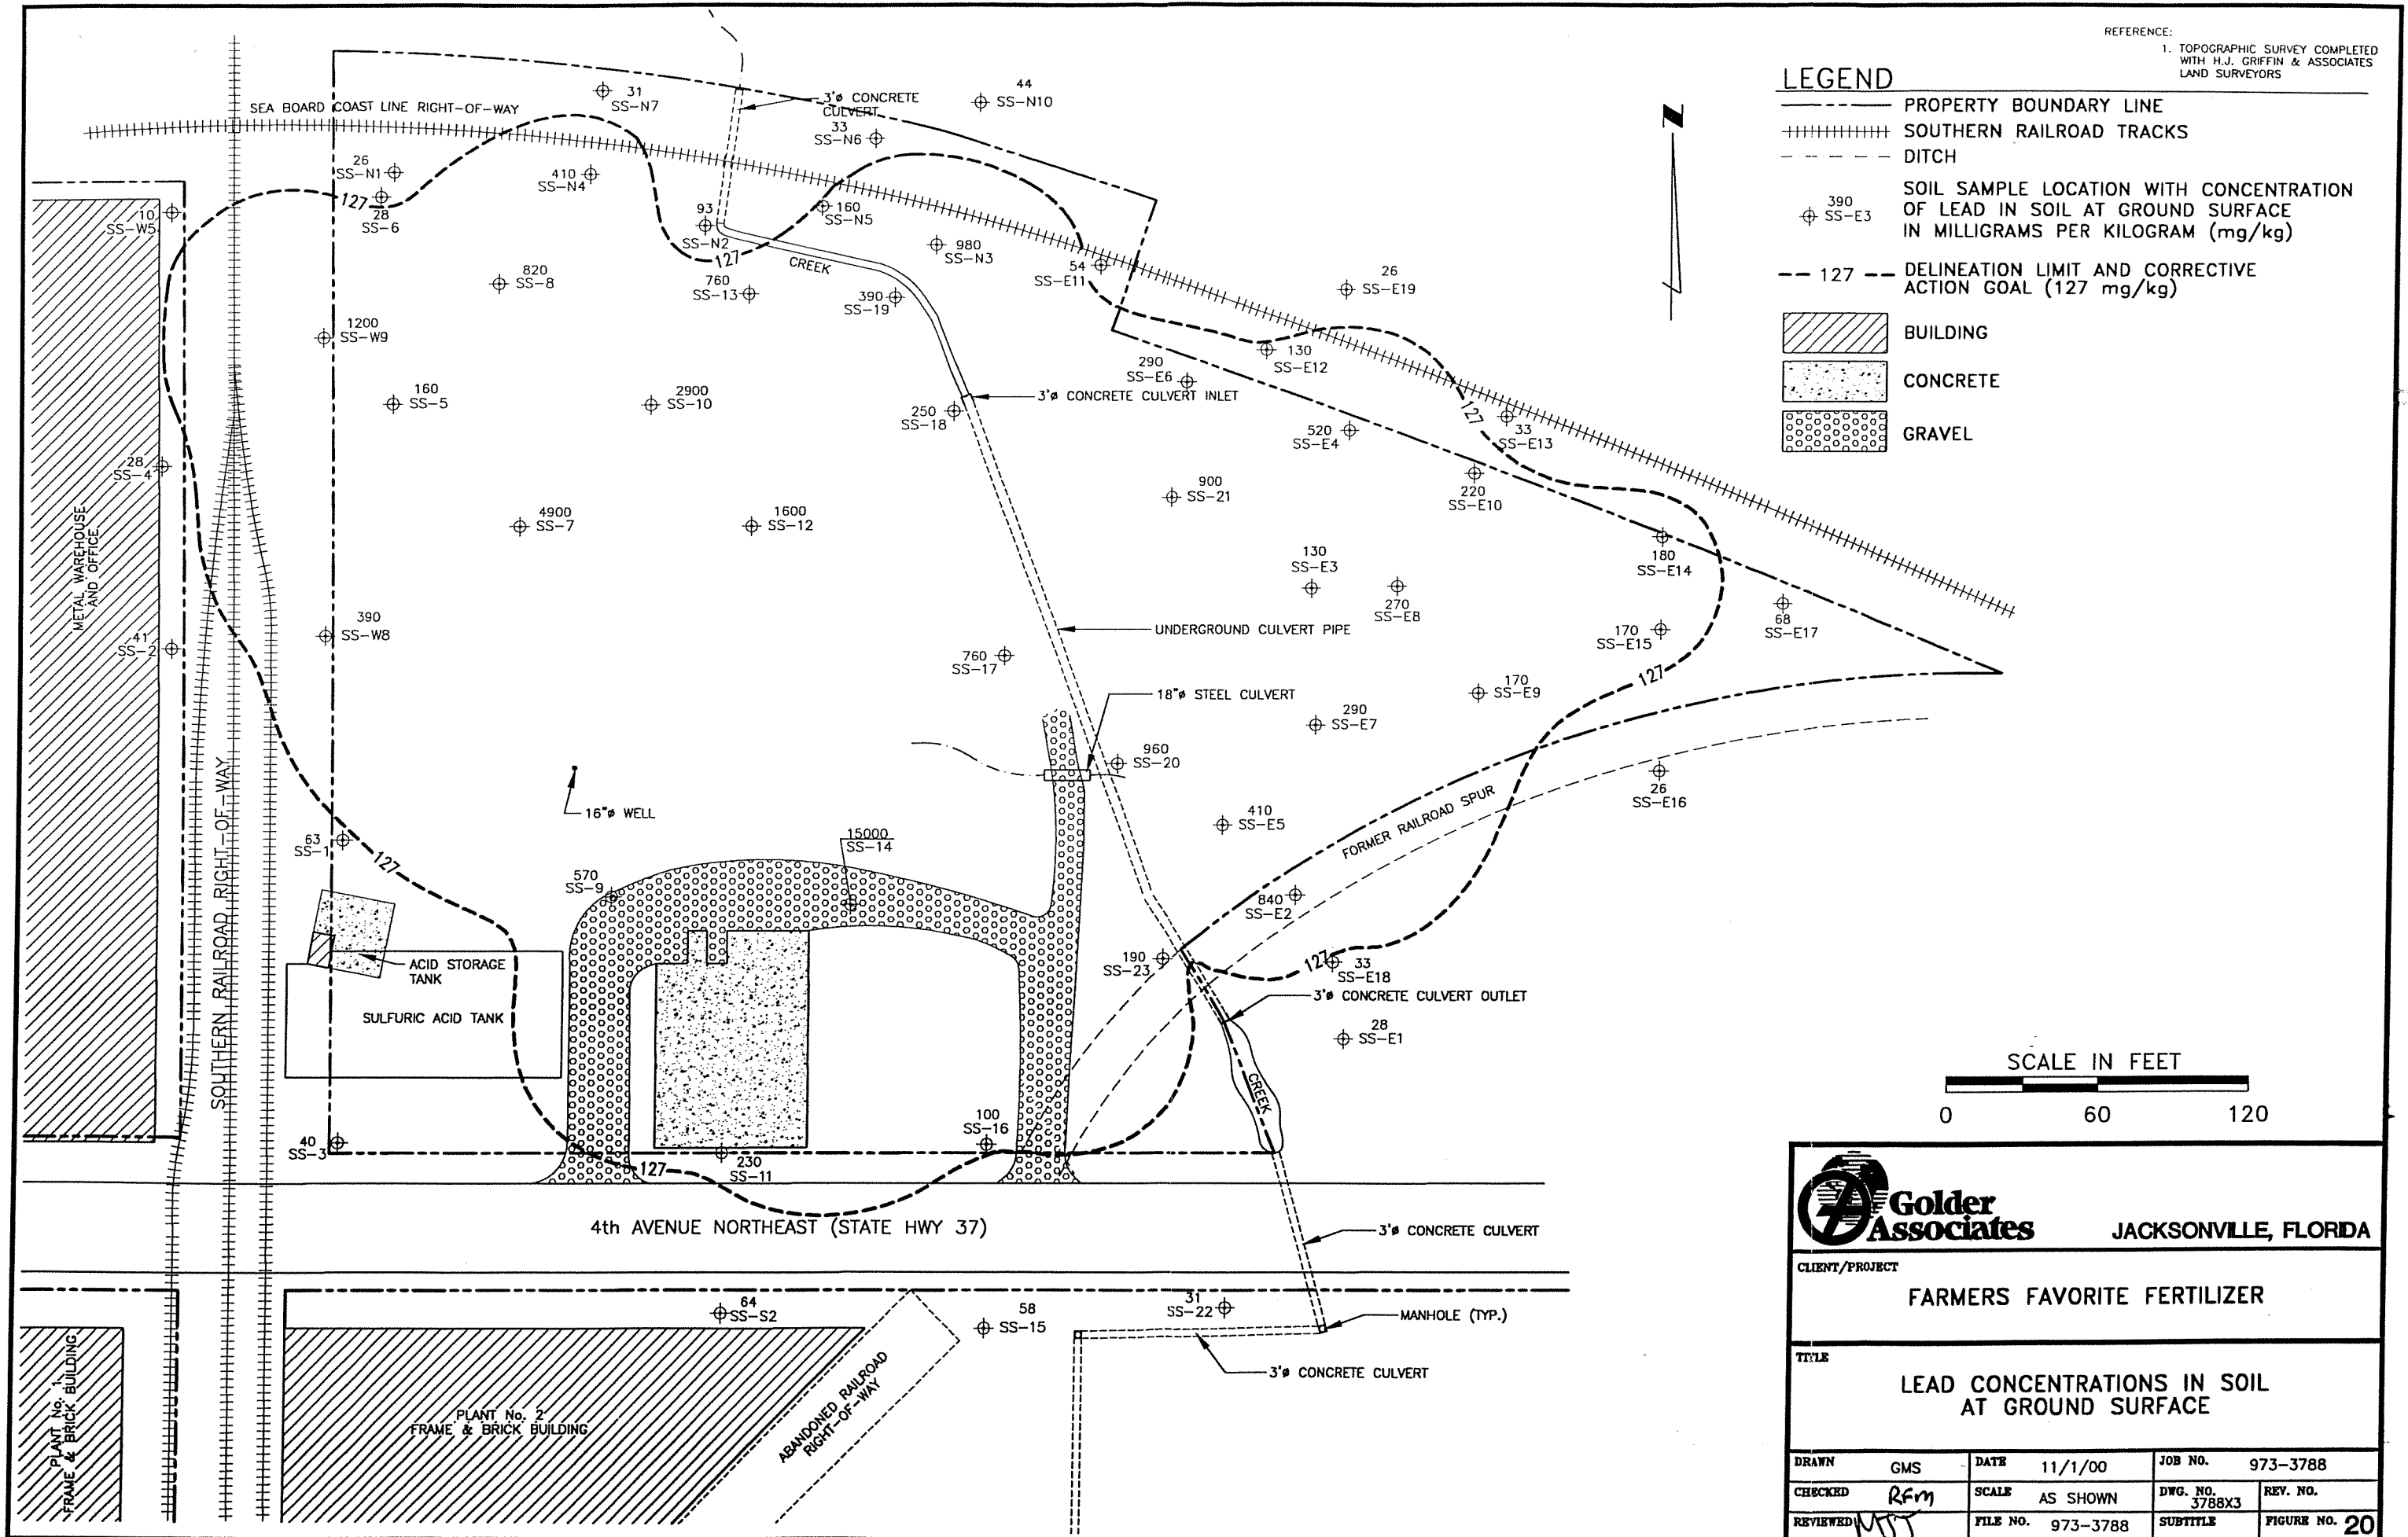 REFERENCE:
1. TOPOGRAPHIC SURVEY COMPLETED
WITH H.J. GRIFFIN & ASSOCIATES
LAND SURVEYORS
LEGEND
PROPERTY BOUNDARY LINE
SOUTHERN RAILROAD TRACKS
DITCH
390
SS-E3
SOIL SAMPLE LOCATION WITH CONCENTRATION
OF LEAD IN SOIL AT GROUND SURFACE
IN MILLIGRAMS PER KILOGRAM (mg/kg)
127
DELINEATION LIMIT AND CORRECTIVE
ACTION GOAL (127 mg/kg)
BUILDING
CONCRETE
GRAVEL
N
SEA BOARD COAST LINE RIGHT-OF-WAY
31
SS-N7
3'ø CONCRETE
CULVERT
33
SS-N6
44
SS-N10
26
SS-N1
410
SS-N4
127
28
SS-6
10
SS-W5
93
SS-N2
127
160
SS-N5
CREEK
980
SS-N3
54
SS-E11
26
SS-E19
820
SS-8
760
SS-13
390
SS-19
1200
SS-W9
130
SS-E12
290
SS-E6
3'ø CONCRETE CULVERT INLET
160
SS-5
2900
SS-10
250
SS-18
520
SS-E4
127
33
SS-E13
28
SS-4
900
SS-21
220
SS-E10
METAL WAREHOUSE
AND OFFICE
4900
SS-7
1600
SS-12
180
SS-E14
130
SS-E3
270
SS-E8
68
SS-E17
41
SS-2
390
SS-W8
UNDERGROUND CULVERT PIPE
170
SS-E15
760
SS-17
127
18"ø STEEL CULVERT
170
SS-E9
290
SS-E7
960
SS-20
26
SS-E16
16"ø WELL
SOUTHERN RAILROAD RIGHT-OF-WAY
410
SS-E5
FORMER RAILROAD SPUR
63
SS-1
127
15000
SS-14
570
SS-9
840
SS-E2
ACID STORAGE
TANK
190
SS-23
127
33
SS-E18
3'ø CONCRETE CULVERT OUTLET
SULFURIC ACID TANK
28
SS-E1
CREEK
SCALE IN FEET
0 60 120
40
SS-3
127
230
SS-11
100
SS-16
4th AVENUE NORTHEAST (STATE HWY 37)
3'ø CONCRETE CULVERT
64
SS-S2
58
SS-15
31
SS-22
MANHOLE (TYP.)
3'ø CONCRETE CULVERT
PLANT No. 1
FRAME & BRICK BUILDING
PLANT No. 2
FRAME & BRICK BUILDING
ABANDONED RAILROAD
RIGHT-OF-WAY
Golder
Associates
JACKSONVILLE, FLORIDA
CLIENT/PROJECT
FARMERS FAVORITE FERTILIZER
TITLE
LEAD CONCENTRATIONS IN SOIL
AT GROUND SURFACE
DRAWN GMS DATE 11/1/00 JOB NO. 973-3788
CHECKED RFM SCALE AS SHOWN DWG. NO. 3788X3 REV. NO.
REVIEWED MTT FILE NO. 973-3788 SUBTITLE FIGURE NO. 20